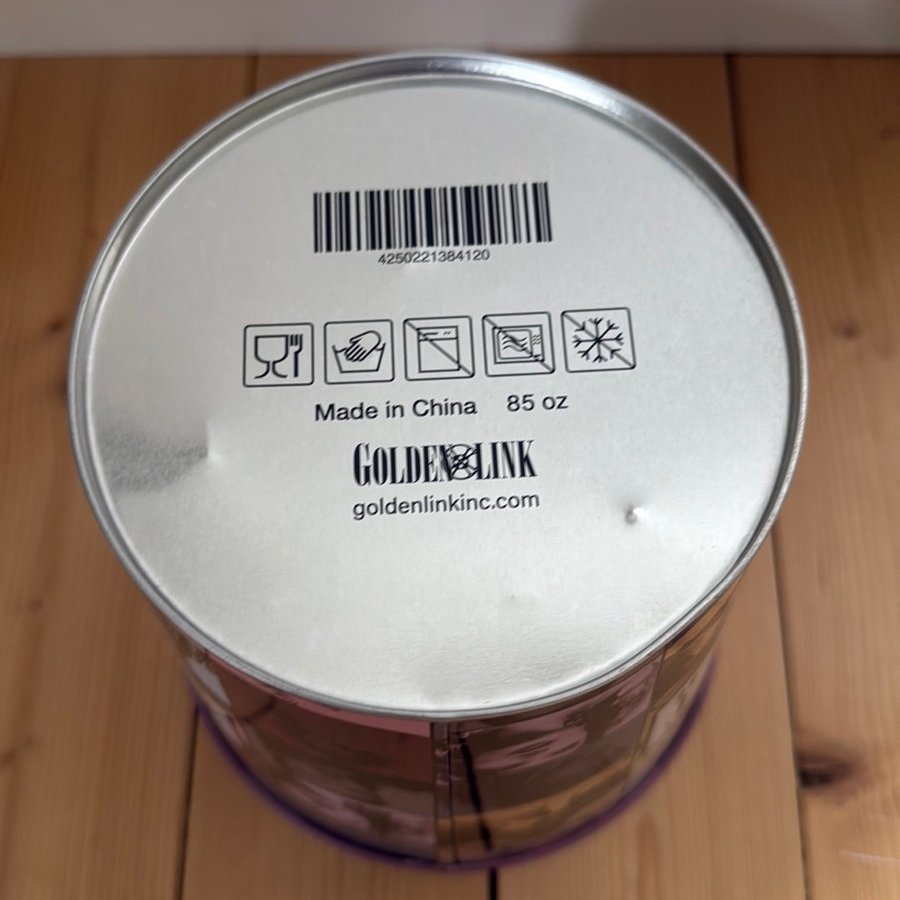 4250221384120
Made in China 85 oz
GOLDEN LINK
goldenlinkinc.com